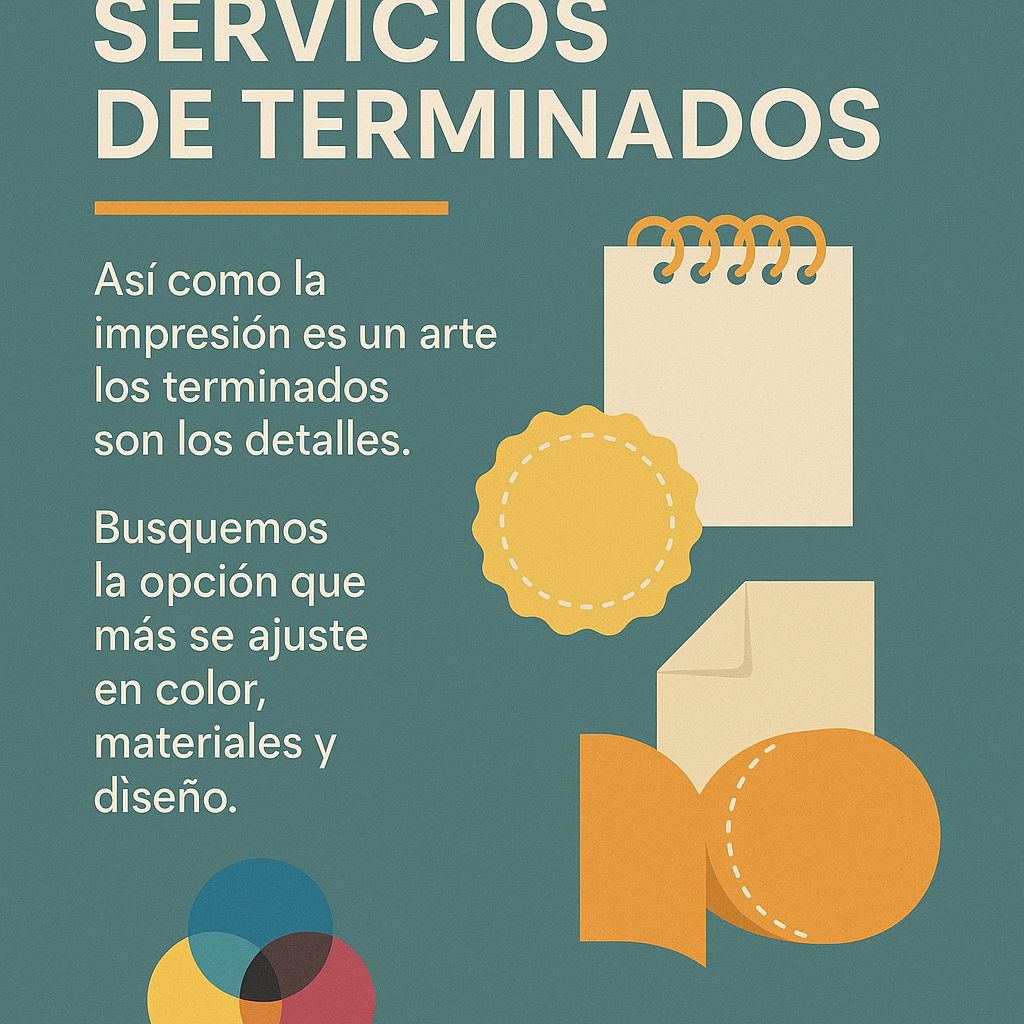 SERVICIOS
DE TERMINADOS
Así como la
impresión es un arte
los terminados
son los detalles.
Busquemos
la opción que
más se ajuste
en color,
materiales y
dìseño.